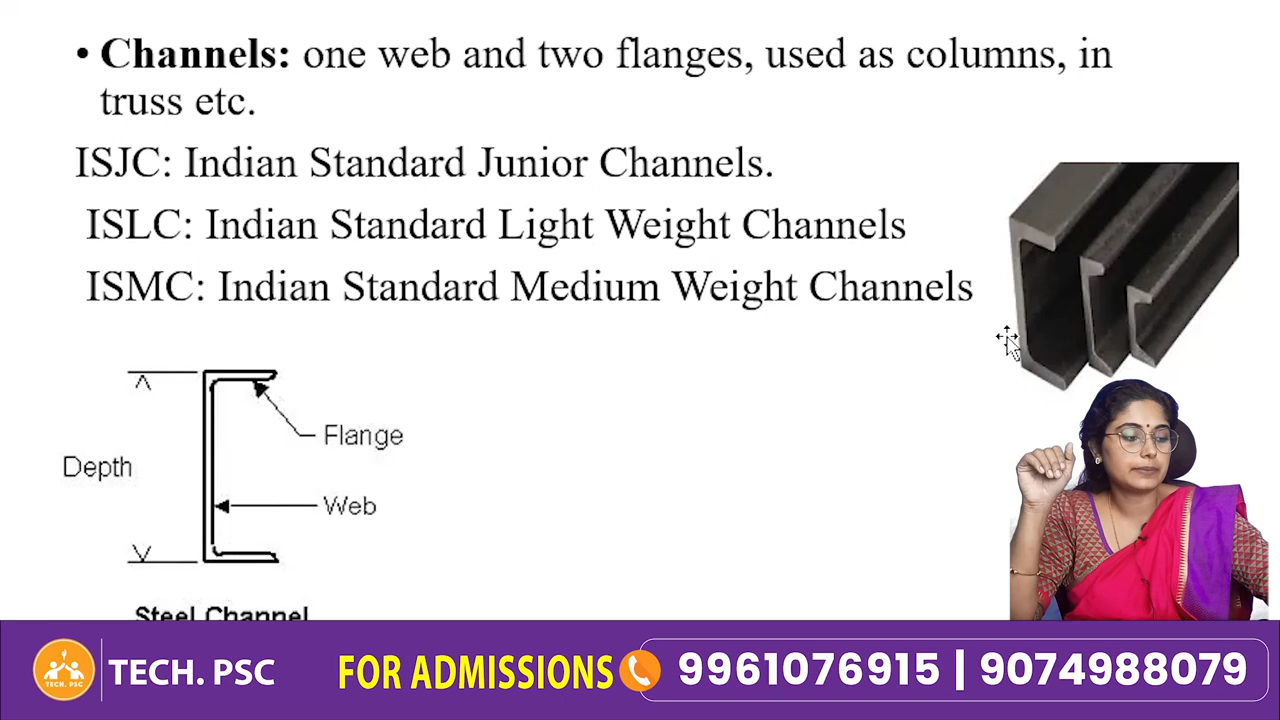 • Channels: one web and two flanges, used as columns, in
truss etc.
ISJC: Indian Standard Junior Channels.
ISLC: Indian Standard Light Weight Channels
ISMC: Indian Standard Medium Weight Channels
Flange
Depth
Web
Steel Channel
TECH. PSC
TECH. PSC
FOR ADMISSIONS
9961076915 | 9074988079